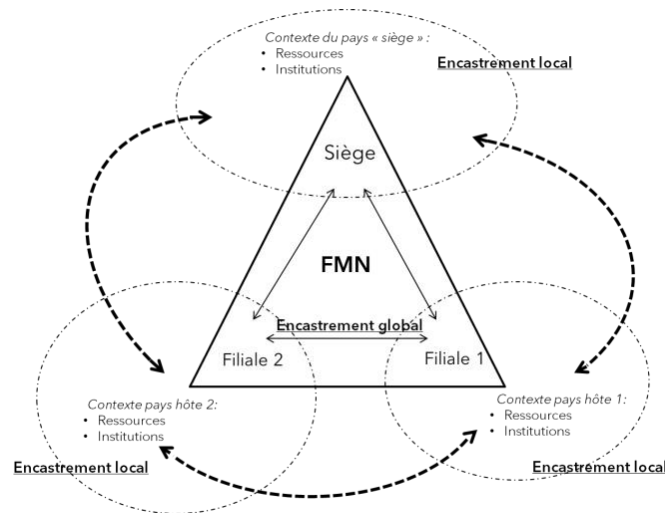 Contexte du pays « siège » :
• Ressources
• Institutions
Encastrement local
Siège
FMN
Encastrement global
Filiale 2
Filiale 1
Contexte pays hôte 2:
• Ressources
• Institutions
Encastrement local
Contexte pays hôte 1:
• Ressources
• Institutions
Encastrement local